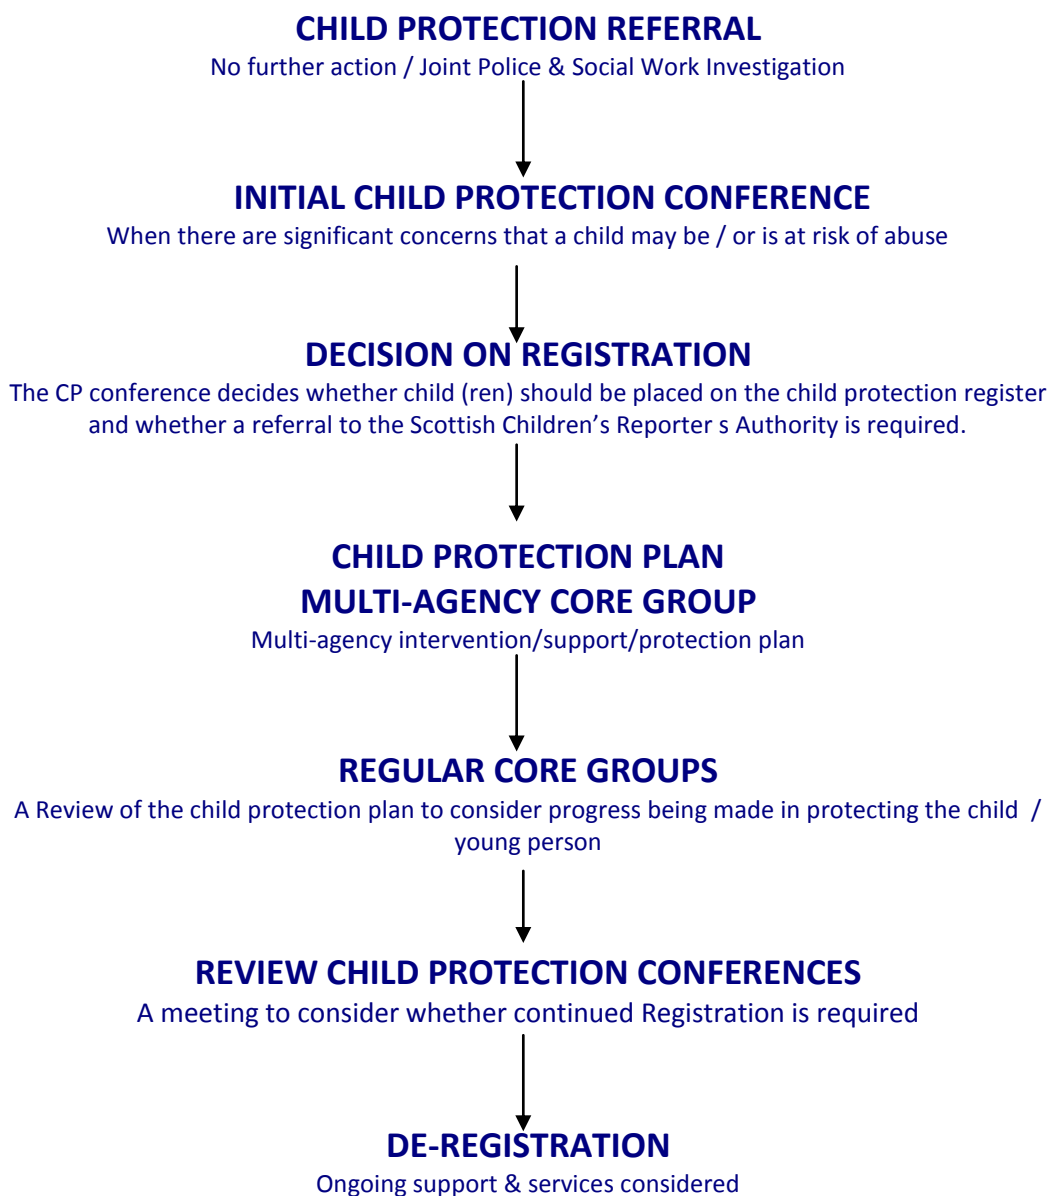 CHILD PROTECTION REFERRAL
No further action / Joint Police & Social Work Investigation
INITIAL CHILD PROTECTION CONFERENCE
When there are significant concerns that a child may be / or is at risk of abuse
DECISION ON REGISTRATION
The CP conference decides whether child (ren) should be placed on the child protection register
and whether a referral to the Scottish Children’s Reporter s Authority is required.
CHILD PROTECTION PLAN
MULTI-AGENCY CORE GROUP
Multi-agency intervention/support/protection plan
REGULAR CORE GROUPS
A Review of the child protection plan to consider progress being made in protecting the child /
young person
REVIEW CHILD PROTECTION CONFERENCES
A meeting to consider whether continued Registration is required
DE-REGISTRATION
Ongoing support & services considered